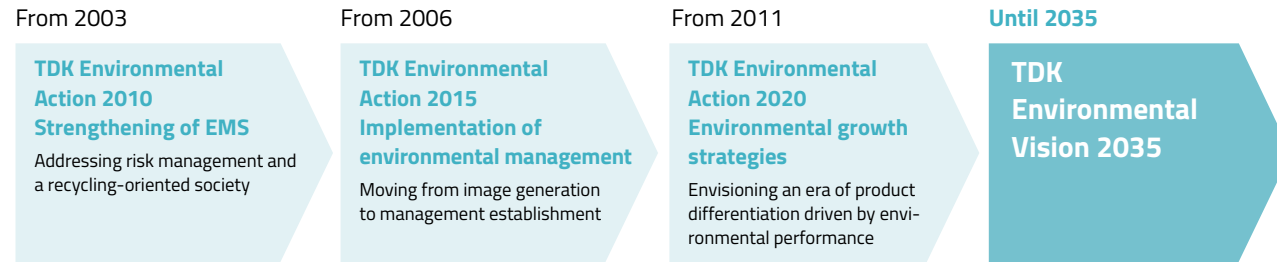 From 2003
TDK Environmental
Action 2010
Strengthening of EMS
Addressing risk management and
a recycling-oriented society
From 2006
TDK Environmental
Action 2015
Implementation of
environmental management
Moving from image generation
to management establishment
From 2011
TDK Environmental
Action 2020
Environmental growth
strategies
Envisioning an era of product
differentiation driven by envi-
ronmental performance
Until 2035
TDK
Environmental
Vision 2035